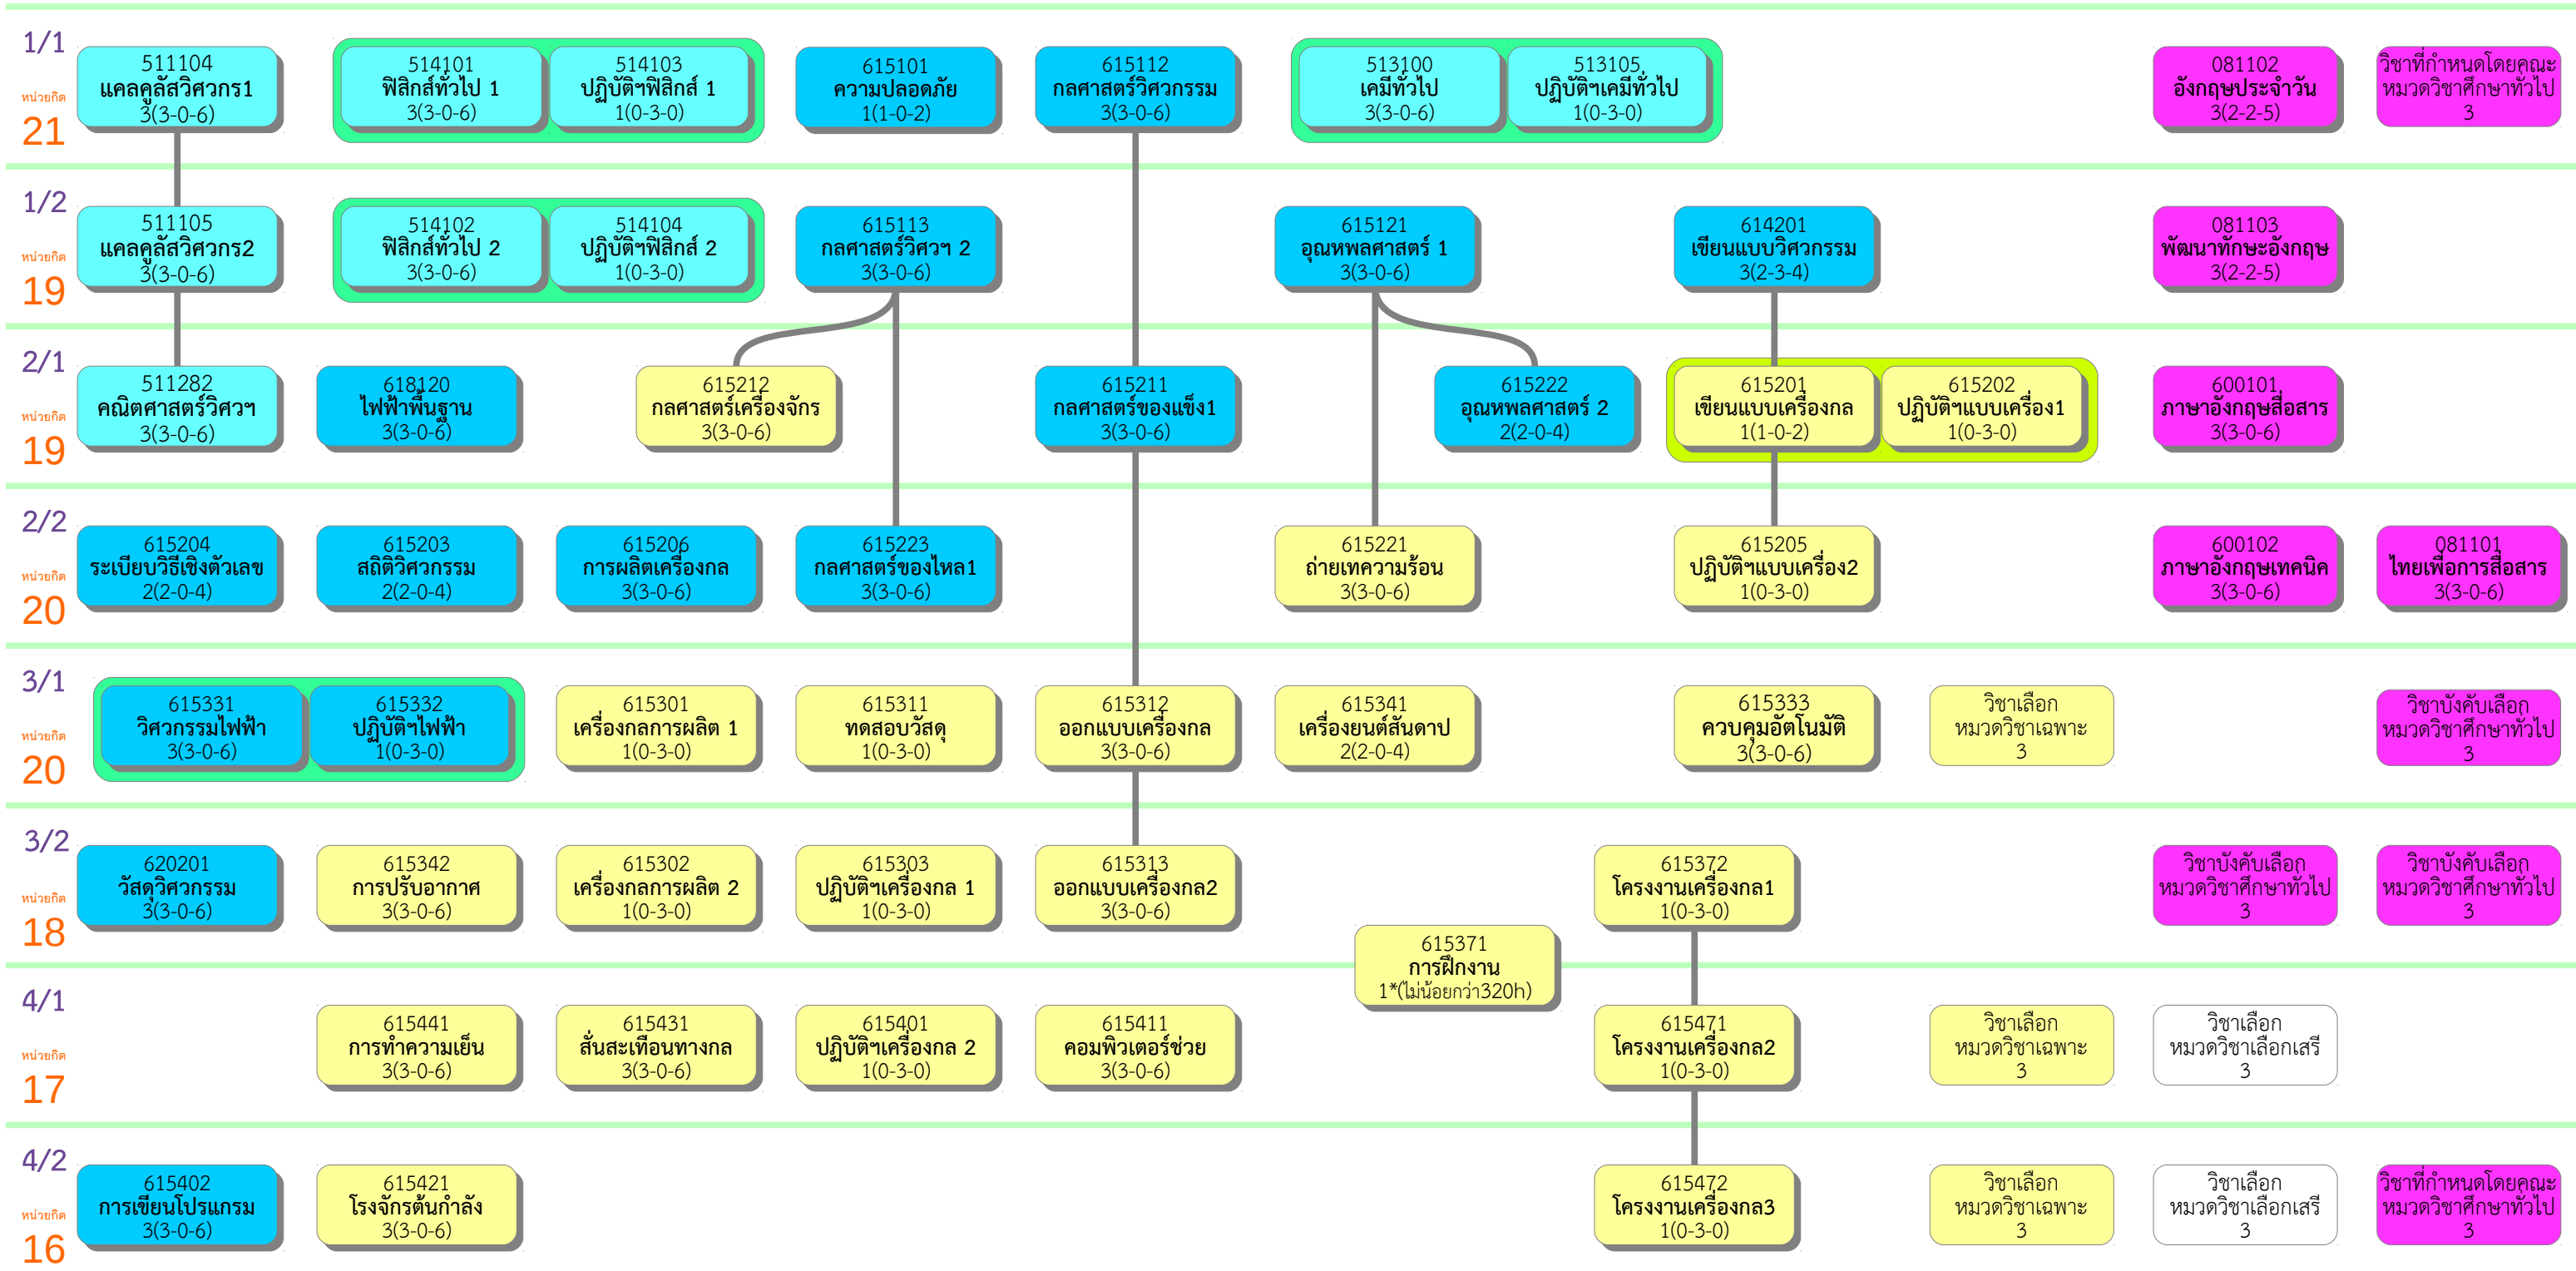 1/1
หน่วยกิต
21
511104
แคลคูลัสวิศวกร1
3(3-0-6)
514101
ฟิสิกส์ทั่วไป 1
3(3-0-6)
514103
ปฏิบัติฯฟิสิกส์ 1
1(0-3-0)
615101
ความปลอดภัย
1(1-0-2)
615112
กลศาสตร์วิศวกรรม
3(3-0-6)
513100
เคมีทั่วไป
3(3-0-6)
513105
ปฏิบัติฯเคมีทั่วไป
1(0-3-0)
081102
อังกฤษประจำวัน
3(2-2-5)
วิชาที่กำหนดโดยคณะ
หมวดวิชาศึกษาทั่วไป
3
1/2
หน่วยกิต
19
511105
แคลคูลัสวิศวกร2
3(3-0-6)
514102
ฟิสิกส์ทั่วไป 2
3(3-0-6)
514104
ปฏิบัติฯฟิสิกส์ 2
1(0-3-0)
615113
กลศาสตร์วิศวฯ 2
3(3-0-6)
615121
อุณหพลศาสตร์ 1
3(3-0-6)
614201
เขียนแบบวิศวกรรม
3(2-3-4)
081103
พัฒนาทักษะอังกฤษ
3(2-2-5)
2/1
หน่วยกิต
19
511282
คณิตศาสตร์วิศวฯ
3(3-0-6)
618120
ไฟฟ้าพื้นฐาน
3(3-0-6)
615212
กลศาสตร์เครื่องจักร
3(3-0-6)
615211
กลศาสตร์ของแข็ง1
3(3-0-6)
615222
อุณหพลศาสตร์ 2
2(2-0-4)
615201
เขียนแบบเครื่องกล
1(1-0-2)
615202
ปฏิบัติฯแบบเครื่อง1
1(0-3-0)
600101
ภาษาอังกฤษสื่อสาร
3(3-0-6)
2/2
หน่วยกิต
20
615204
ระเบียบวิธีเชิงตัวเลข
2(2-0-4)
615203
สถิติวิศวกรรม
2(2-0-4)
615206
การผลิตเครื่องกล
3(3-0-6)
615223
กลศาสตร์ของไหล1
3(3-0-6)
615221
ถ่ายเทความร้อน
3(3-0-6)
615205
ปฏิบัติฯแบบเครื่อง2
1(0-3-0)
600102
ภาษาอังกฤษเทคนิค
3(3-0-6)
081101
ไทยเพื่อการสื่อสาร
3(3-0-6)
3/1
หน่วยกิต
20
615331
วิศวกรรมไฟฟ้า
3(3-0-6)
615332
ปฏิบัติฯไฟฟ้า
1(0-3-0)
615301
เครื่องกลการผลิต 1
1(0-3-0)
615311
ทดสอบวัสดุ
1(0-3-0)
615312
ออกแบบเครื่องกล
3(3-0-6)
615341
เครื่องยนต์สันดาป
2(2-0-4)
615333
ควบคุมอัตโนมัติ
3(3-0-6)
วิชาเลือก
หมวดวิชาเฉพาะ
3
วิชาบังคับเลือก
หมวดวิชาศึกษาทั่วไป
3
3/2
หน่วยกิต
18
620201
วัสดุวิศวกรรม
3(3-0-6)
615342
การปรับอากาศ
3(3-0-6)
615302
เครื่องกลการผลิต 2
1(0-3-0)
615303
ปฏิบัติฯเครื่องกล 1
1(0-3-0)
615313
ออกแบบเครื่องกล2
3(3-0-6)
615372
โครงงานเครื่องกล1
1(0-3-0)
วิชาบังคับเลือก
หมวดวิชาศึกษาทั่วไป
3
วิชาบังคับเลือก
หมวดวิชาศึกษาทั่วไป
3
615371
การฝึกงาน
1*(ไม่น้อยกว่า320h)
4/1
หน่วยกิต
17
615441
การทำความเย็น
3(3-0-6)
615431
สั่นสะเทือนทางกล
3(3-0-6)
615401
ปฏิบัติฯเครื่องกล 2
1(0-3-0)
615411
คอมพิวเตอร์ช่วย
3(3-0-6)
615471
โครงงานเครื่องกล2
1(0-3-0)
วิชาเลือก
หมวดวิชาเฉพาะ
3
วิชาเลือก
หมวดวิชาเลือกเสรี
3
4/2
หน่วยกิต
16
615402
การเขียนโปรแกรม
3(3-0-6)
615421
โรงจักรต้นกำลัง
3(3-0-6)
615472
โครงงานเครื่องกล3
1(0-3-0)
วิชาเลือก
หมวดวิชาเฉพาะ
3
วิชาเลือก
หมวดวิชาเลือกเสรี
3
วิชาที่กำหนดโดยคณะ
หมวดวิชาศึกษาทั่วไป
3